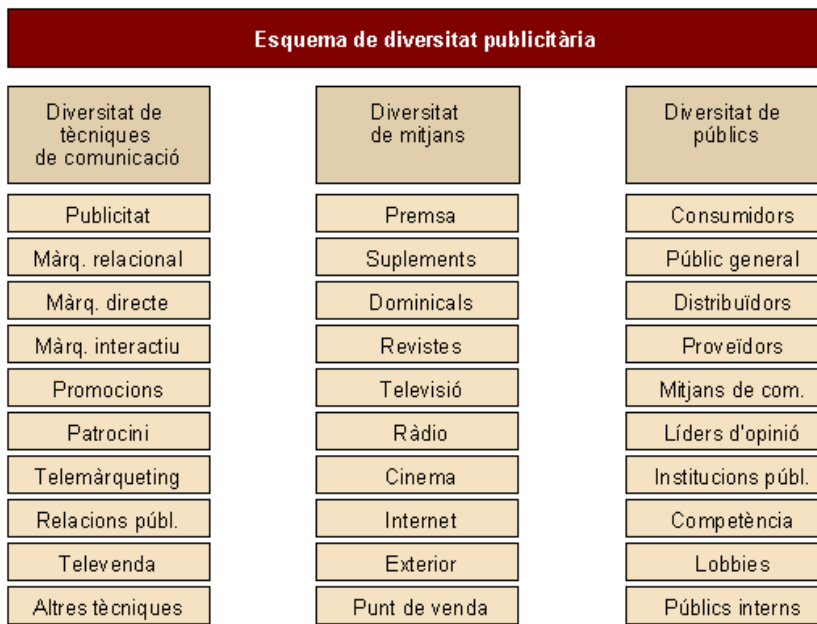 Esquema de diversitat publicitària
Diversitat de
tècniques
de comunicació
Publicitat
Màrq. relacional
Màrq. directe
Màrq. interactiu
Promocions
Patrocini
Telemàrqueting
Relacions públ.
Televenda
Altres tècniques
Diversitat
de mitjans
Premsa
Suplements
Dominicals
Revistes
Televisió
Ràdio
Cinema
Internet
Exterior
Punt de venda
Diversitat de
públics
Consumidors
Públic general
Distribuïdors
Proveïdors
Mitjans de com.
Líders d'opinió
Institucions públ.
Competència
Lobbies
Públics interns